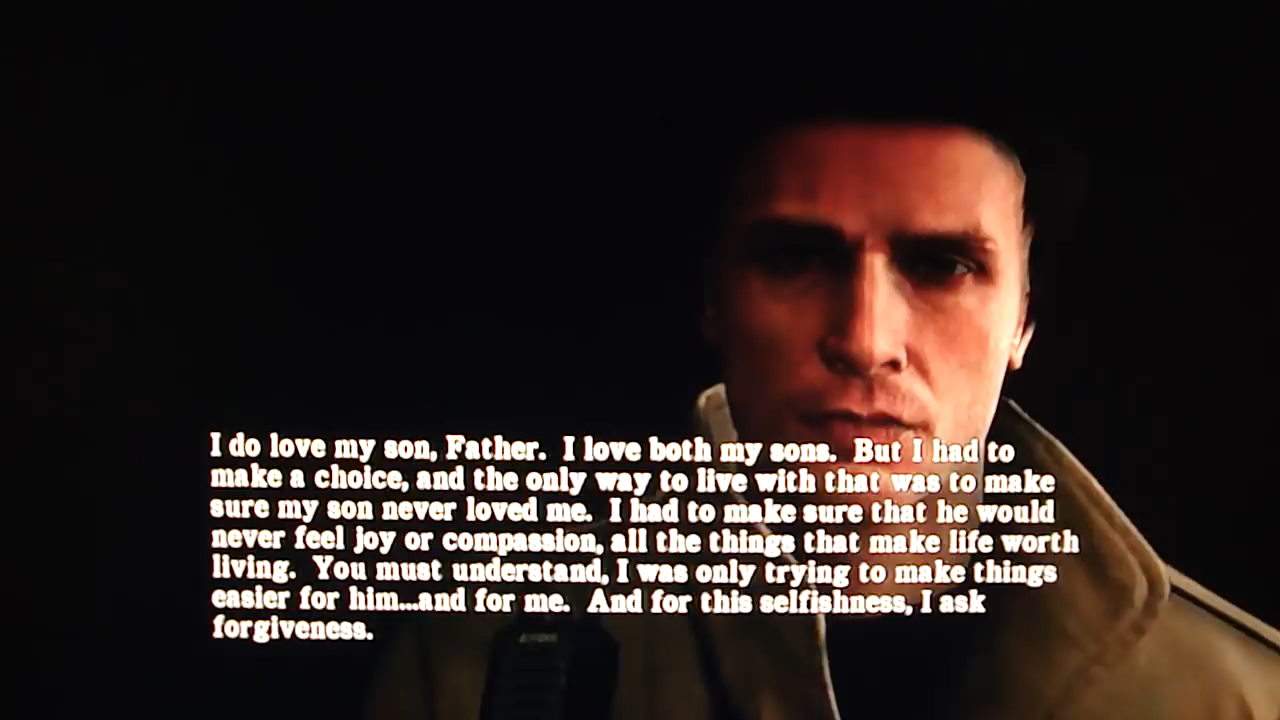 I do love my son, Father.  I love both my sons.  But I had to
make a choice, and the only way to live with that was to make
sure my son never loved me.  I had to make sure that he would
never feel joy or compassion, all the things that make life worth
living.  You must understand, I was only trying to make things
easier for him...and for me.  And for this selfishness, I ask
forgiveness.